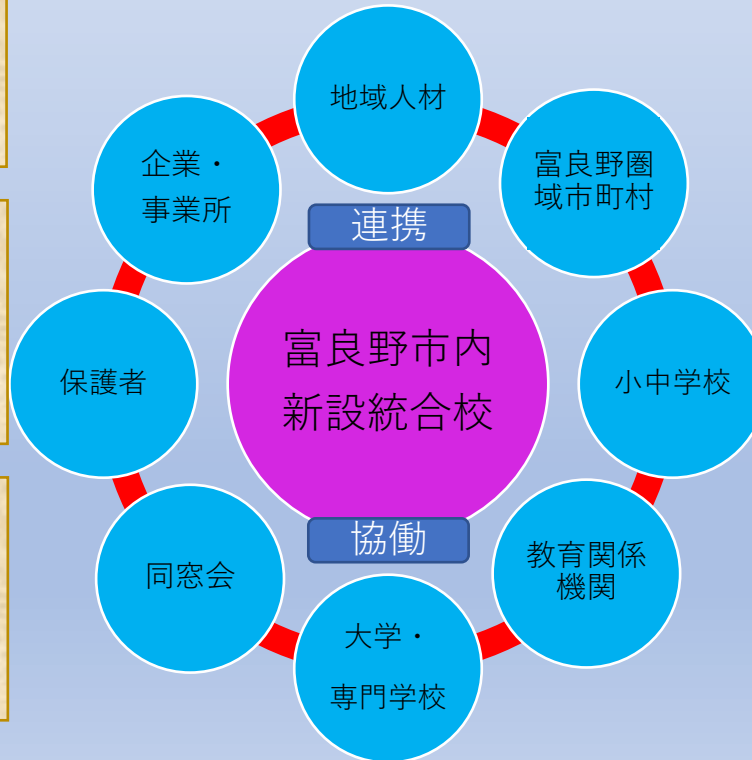 地域人材
企業・
事業所
富良野圏
域市町村
連携
富良野市内
新設統合校
保護者
小中学校
協働
同窓会
教育関係
機関
大学・
専門学校